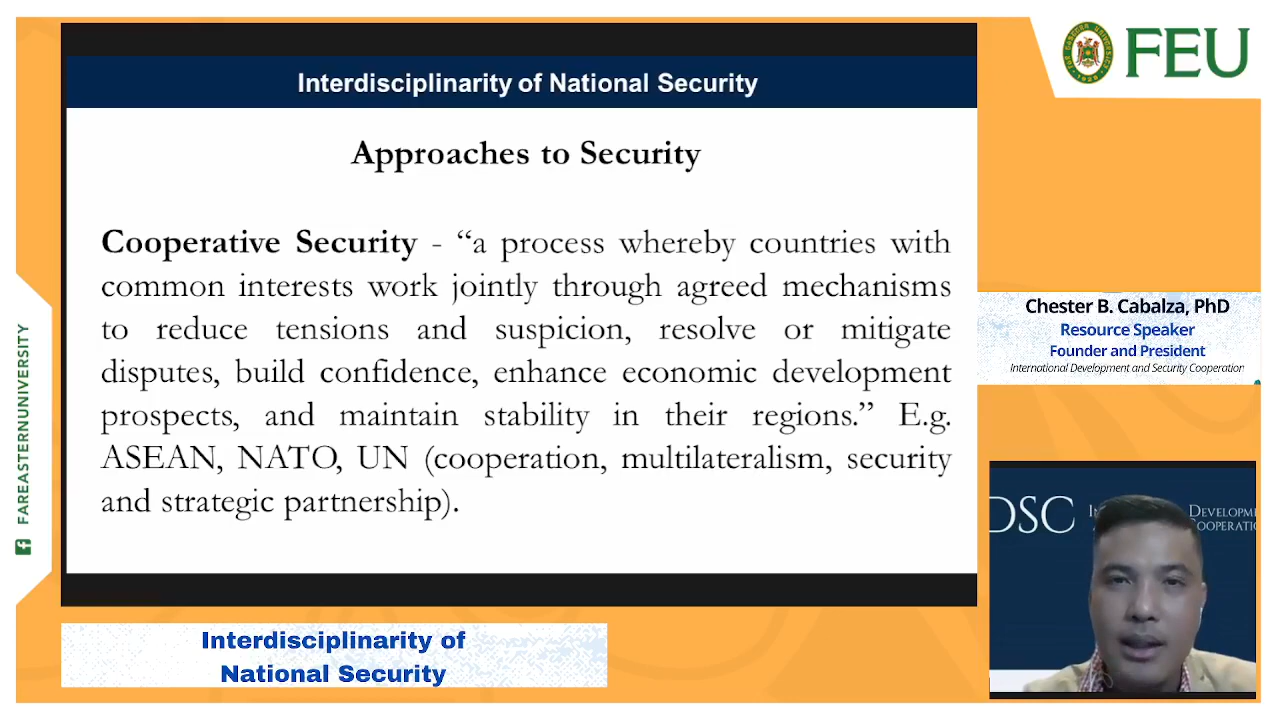 FEU
Interdisciplinarity of National Security
Approaches to Security
Cooperative Security - “a process whereby countries with
common interests work jointly through agreed mechanisms
to reduce tensions and suspicion, resolve or mitigate
disputes, build confidence, enhance economic development
prospects, and maintain stability in their regions.” E.g.
ASEAN, NATO, UN (cooperation, multilateralism, security
and strategic partnership).
FAREASTERNUNIVERSITY
Chester B. Cabalza, PhD
Resource Speaker
Founder and President
International Development and Security Cooperation
DSC
Interdisciplinarity of
National Security